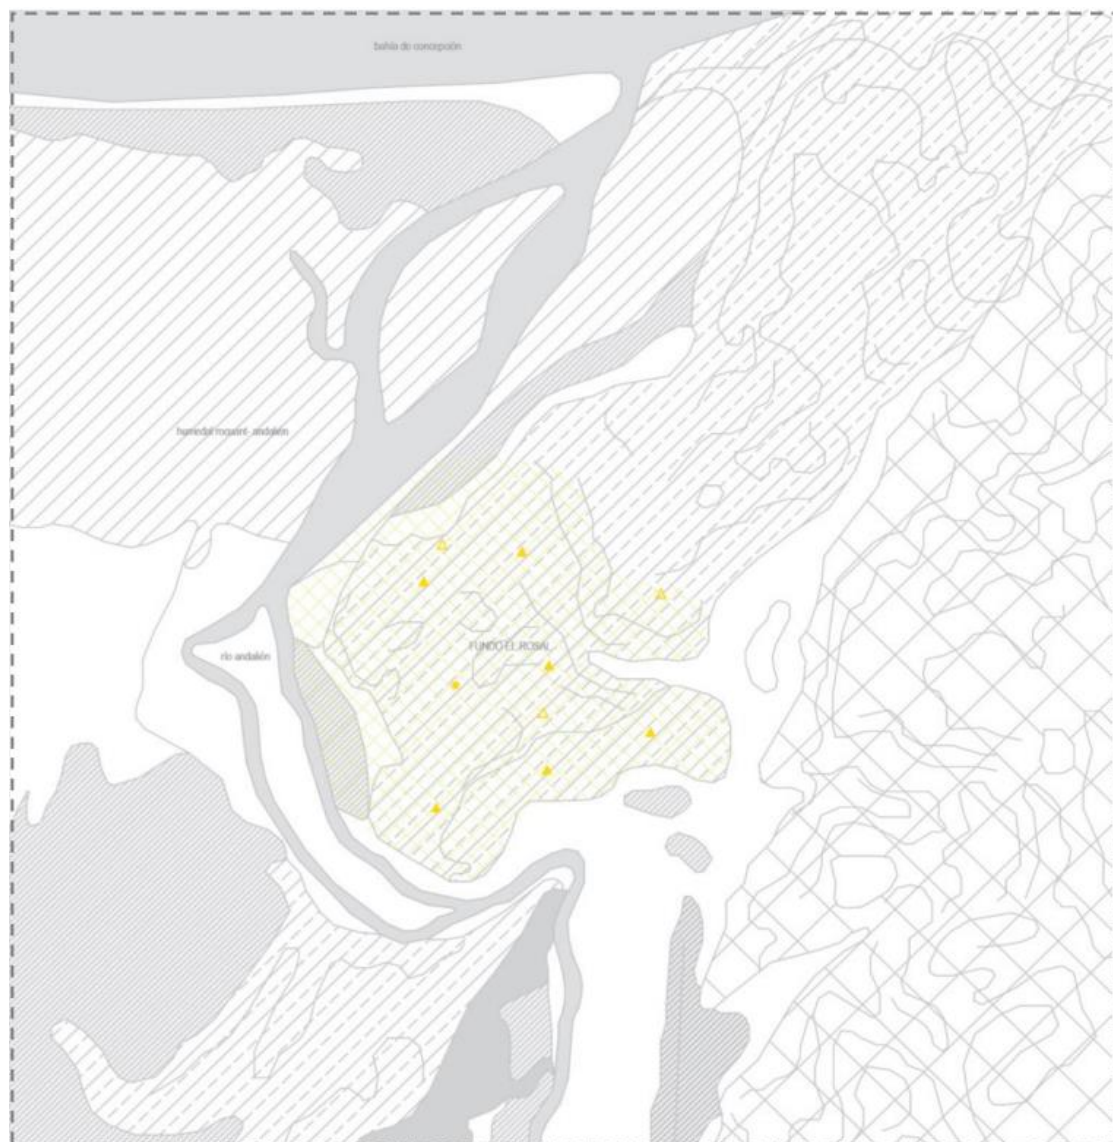 bahía de concepción
humedal rocuant- andalién
FUNDO EL ROSAL
río andalién